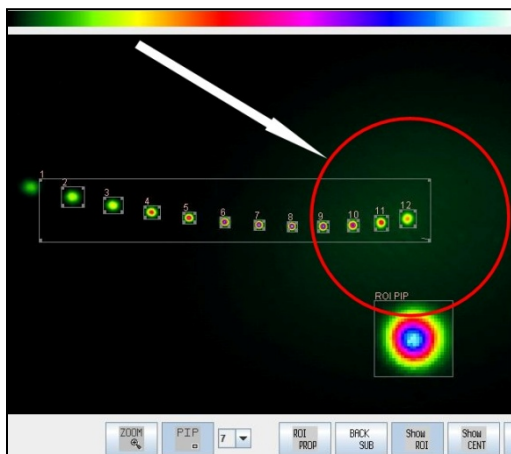 1
2
3
4
5
6
7
8
9
10
11
12
ROI PIP
ZOOM
PIP
7
ROI PROP
BACK SUB
Show ROI
Show CENT